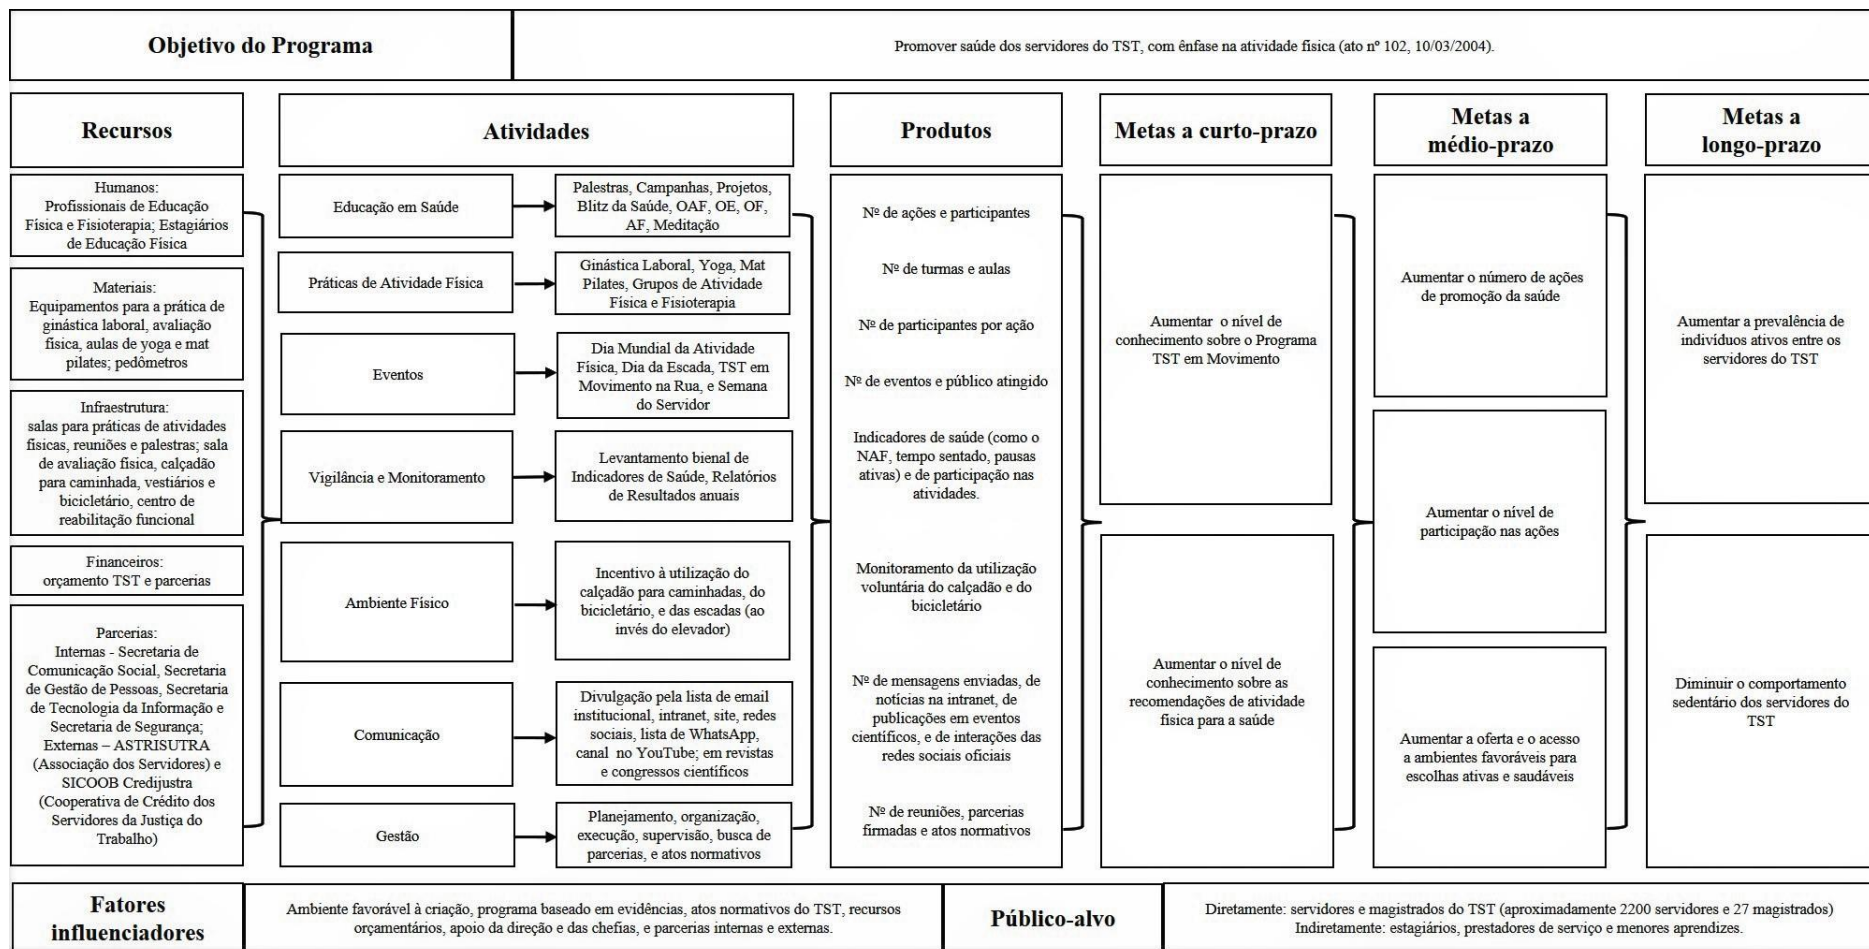 Objetivo do Programa
Promover saúde dos servidores do TST, com ênfase na atividade física (ato nº 102, 10/03/2004).
Recursos
Humanos:
Profissionais de Educação
Física e Fisioterapia; Estagiários
de Educação Física
Materiais:
Equipamentos para a prática de
ginástica laboral, avaliação
física, aulas de yoga e mat
pilates; pedômetros
Infraestrutura:
salas para práticas de atividades
físicas, reuniões e palestras; sala
de avaliação física, calçadão
para caminhada, vestiários e
bicicletário, centro de
reabilitação funcional
Financeiros:
orçamento TST e parcerias
Parcerias:
Internas - Secretaria de
Comunicação Social, Secretaria
de Gestão de Pessoas, Secretaria
de Tecnologia da Informação e
Secretaria de Segurança;
Externas – ASTRISUTRA
(Associação dos Servidores) e
SICOOB Credijustra
(Cooperativa de Crédito dos
Servidores da Justiça do
Trabalho)
Atividades
Educação em Saúde
Palestras, Campanhas, Projetos,
Blitz da Saúde, OAF, OE, OF,
AF, Meditação
Práticas de Atividade Física
Ginástica Laboral, Yoga, Mat
Pilates, Grupos de Atividade
Física e Fisioterapia
Eventos
Dia Mundial da Atividade
Física, Dia da Escada, TST em
Movimento na Rua, e Semana
do Servidor
Vigilância e Monitoramento
Levantamento bienal de
Indicadores de Saúde, Relatórios
de Resultados anuais
Ambiente Físico
Incentivo à utilização do
calçadão para caminhadas, do
bicicletário, e das escadas (ao
invés do elevador)
Comunicação
Divulgação pela lista de email
institucional, intranet, site, redes
sociais, lista de WhatsApp,
canal no YouTube; em revistas
e congressos científicos
Gestão
Planejamento, organização,
execução, supervisão, busca de
parcerias, e atos normativos
Produtos
Nº de ações e participantes
Nº de turmas e aulas
Nº de participantes por ação
Nº de eventos e público atingido
Indicadores de saúde (como o
NAF, tempo sentado, pausas
ativas) e de participação nas
atividades.
Monitoramento da utilização
voluntária do calçadão e do
bicicletário
Nº de mensagens enviadas, de
notícias na intranet, de
publicações em eventos
científicos, e de interações das
redes sociais oficiais
Nº de reuniões, parcerias
firmadas e atos normativos
Metas a curto-prazo
Aumentar o nível de
conhecimento sobre o Programa
TST em Movimento
Aumentar o nível de
conhecimento sobre as
recomendações de atividade
física para a saúde
Metas a
médio-prazo
Aumentar o número de ações
de promoção da saúde
Aumentar o nível de
participação nas ações
Aumentar a oferta e o acesso
a ambientes favoráveis para
escolhas ativas e saudáveis
Metas a
longo-prazo
Aumentar a prevalência de
indivíduos ativos entre os
servidores do TST
Diminuir o comportamento
sedentário dos servidores do
TST
Fatores
influenciadores
Ambiente favorável à criação, programa baseado em evidências, atos normativos do TST, recursos
orçamentários, apoio da direção e das chefias, e parcerias internas e externas.
Público-alvo
Diretamente: servidores e magistrados do TST (aproximadamente 2200 servidores e 27 magistrados)
Indiretamente: estagiários, prestadores de serviço e menores aprendizes.